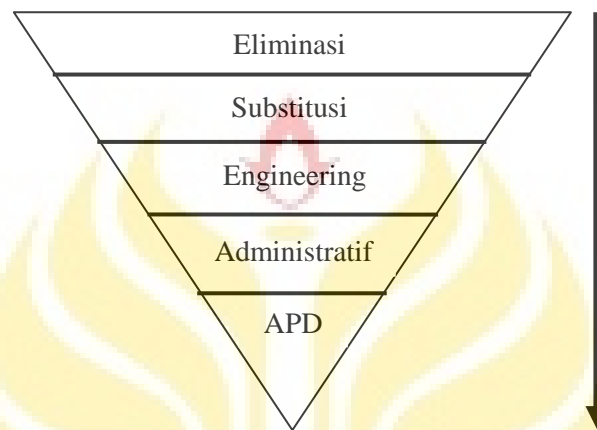 Eliminasi
Substitusi
Engineering
Administratif
APD